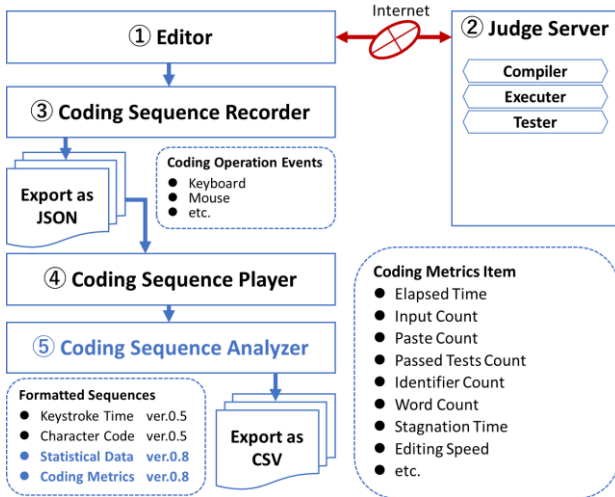 Internet
① Editor
② Judge Server
Compiler
Executer
Tester
③ Coding Sequence Recorder
Export as
JSON
Coding Operation Events
● Keyboard
● Mouse
● etc.
④ Coding Sequence Player
⑤ Coding Sequence Analyzer
Formatted Sequences
● Keystroke Time ver.0.5
● Character Code ver.0.5
● Statistical Data ver.0.8
● Coding Metrics ver.0.8
Export as
CSV
Coding Metrics Item
● Elapsed Time
● Input Count
● Paste Count
● Passed Tests Count
● Identifier Count
● Word Count
● Stagnation Time
● Editing Speed
● etc.